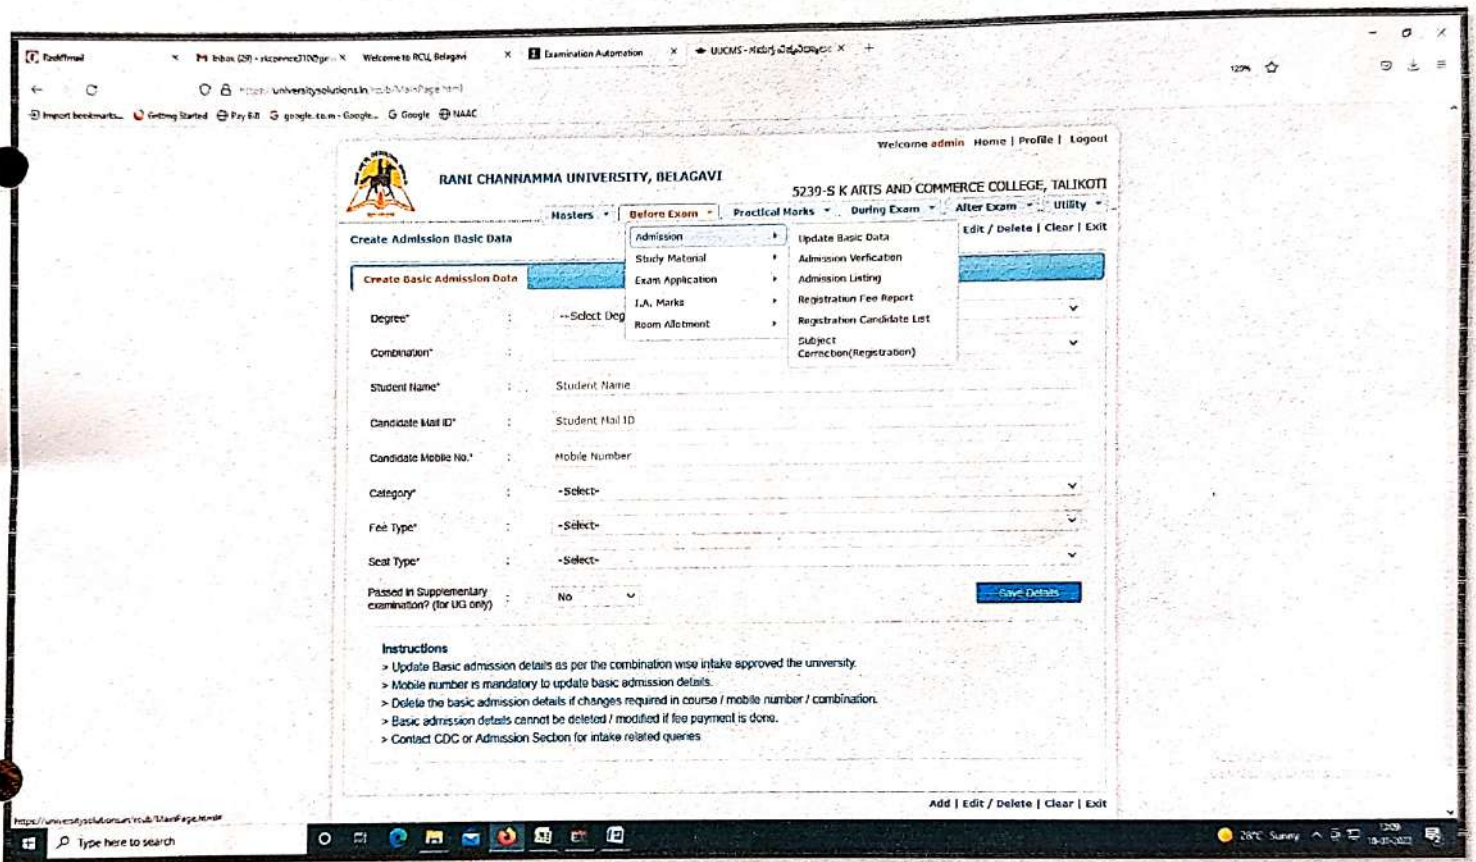 Rediffmail
Inbox (29) -
Welcome to RCU, Belagavi
Examination Automation
UUCMS -
120%
universitysolutions.in
Import bookmarks... Getting Started Pay Bill google.co.in - Google... Google NAAC
Welcome admin Home | Profile | Logout
RANI CHANNAMMA UNIVERSITY, BELAGAVI
5239-S K ARTS AND COMMERCE COLLEGE, TALIKOTI
Masters Before Exam Practical Marks During Exam After Exam Utility
Create Admission Basic Data
Edit / Delete | Clear | Exit
Create Basic Admission Data
Admission
Study Material
Exam Application
I.A. Marks
Room Allotment
Update Basic Data
Admission Verfication
Admission Listing
Registration Fee Report
Registration Candidate List
Subject
Correction(Registration)
Degree* : --Select Deg
Combination* :
Student Name* : Student Name
Candidate Mail ID* : Student Mail ID
Candidate Mobile No.* : Mobile Number
Category* : -Select-
Fee Type* : -Select-
Seat Type* : -Select-
Passed in Supplementary
examination? (for UG only) : No
Save Details
Instructions
> Update Basic admission details as per the combination wise intake approved the university.
> Mobile number is mandatory to update basic admission details.
> Delete the basic admission details if changes required in course / mobile number / combination.
> Basic admission details cannot be deleted / modified if fee payment is done.
> Contact CDC or Admission Section for intake related queries
Add | Edit / Delete | Clear | Exit
Type here to search
28°C Sunny